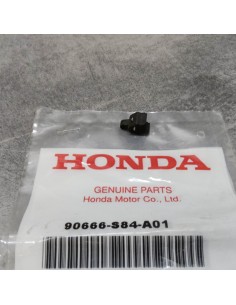 HONDA
GENUINE PARTS
Honda Motor Co., Ltd.
90666-S84-A01